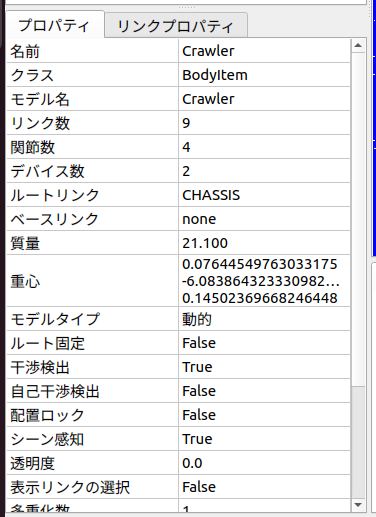 プロパティ リンクプロパティ
名前 Crawler
クラス BodyItem
モデル名 Crawler
リンク数 9
関節数 4
デバイス数 2
ルートリンク CHASSIS
ベースリンク none
質量 21.100
重心 0.07644549763033175
-6.083864323330982...
0.14502369668246448
モデルタイプ 動的
ルート固定 False
干渉検出 True
自己干渉検出 False
配置ロック False
シーン感知 True
透明度 0.0
表示リンクの選択 False
多重化数 1